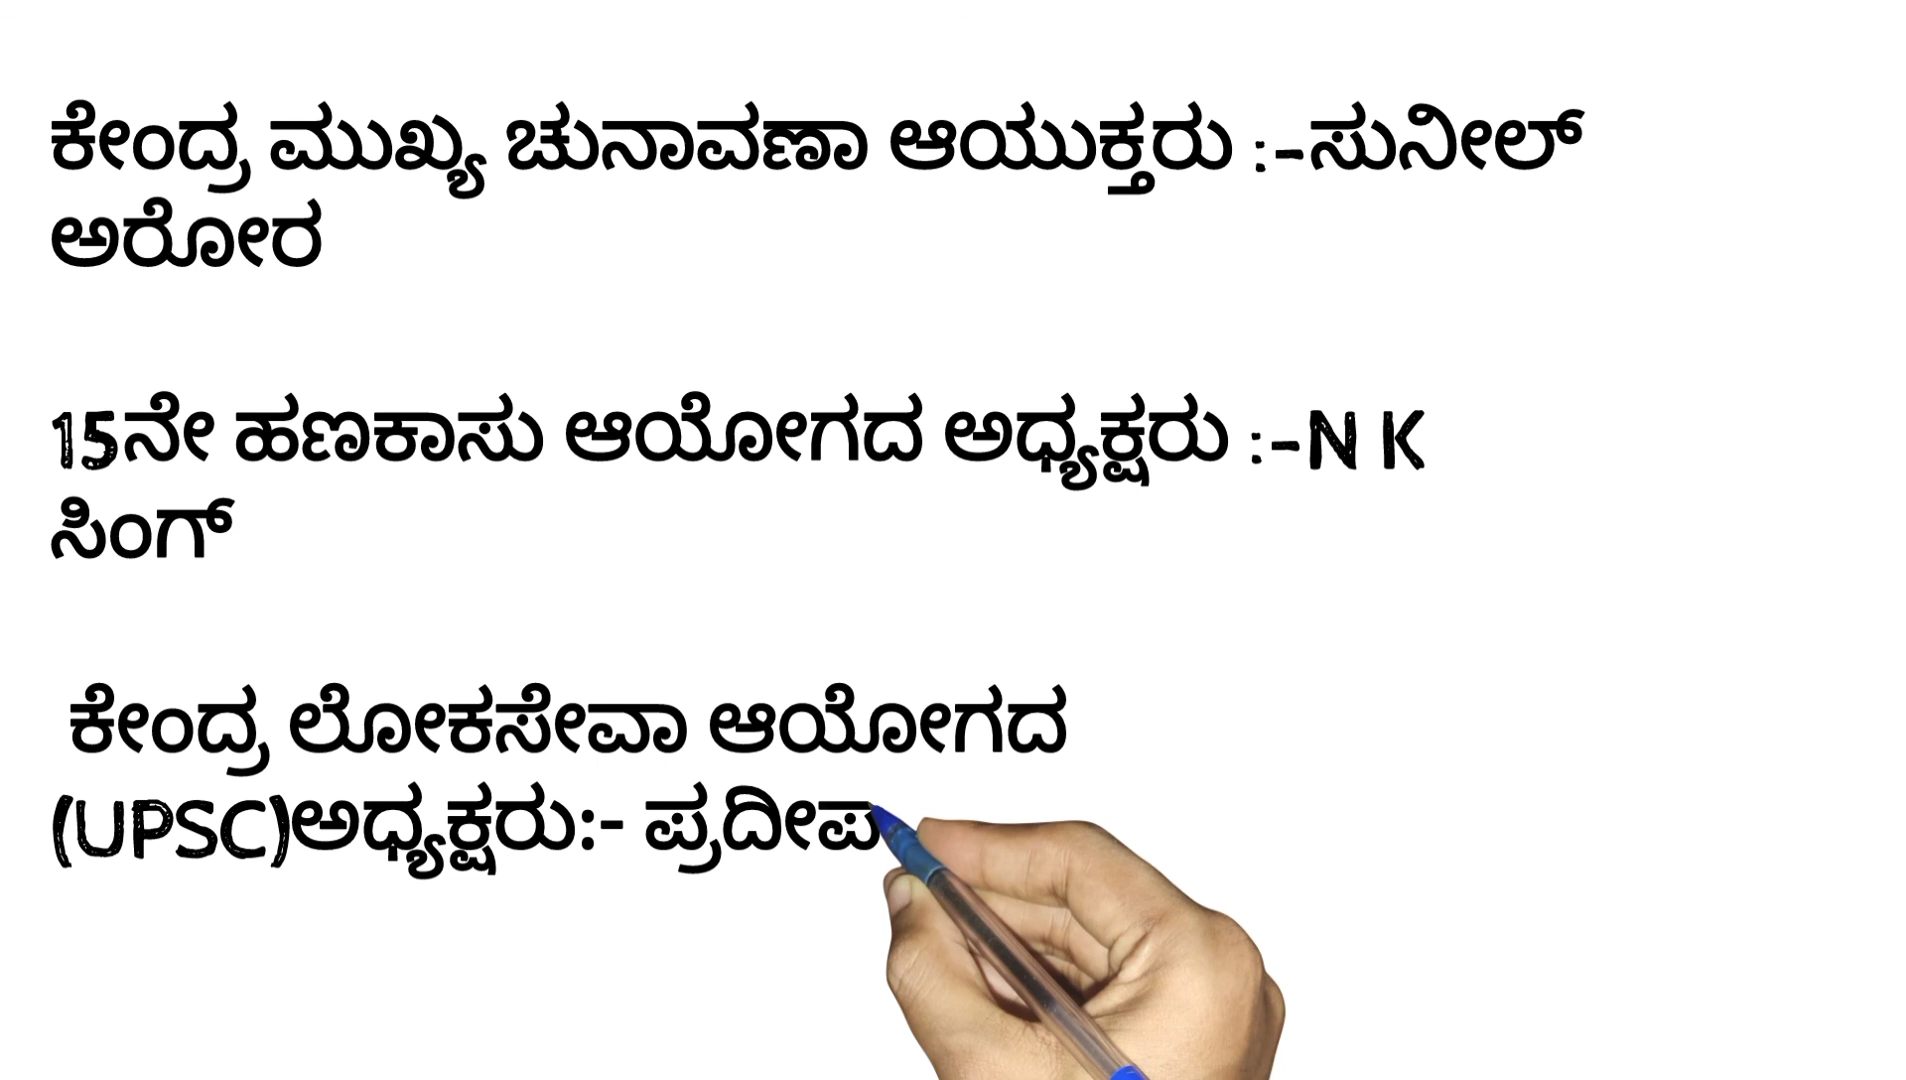 ಕೇಂದ್ರ ಮುಖ್ಯ ಚುನಾವಣಾ ಆಯುಕ್ತರು :-ಸುನೀಲ್
ಅರೋರ
15ನೇ ಹಣಕಾಸು ಆಯೋಗದ ಅಧ್ಯಕ್ಷರು :-N K
ಸಿಂಗ್
ಕೇಂದ್ರ ಲೋಕಸೇವಾ ಆಯೋಗದ
(UPSC)ಅಧ್ಯಕ್ಷರು:- ಪ್ರದೀಪ